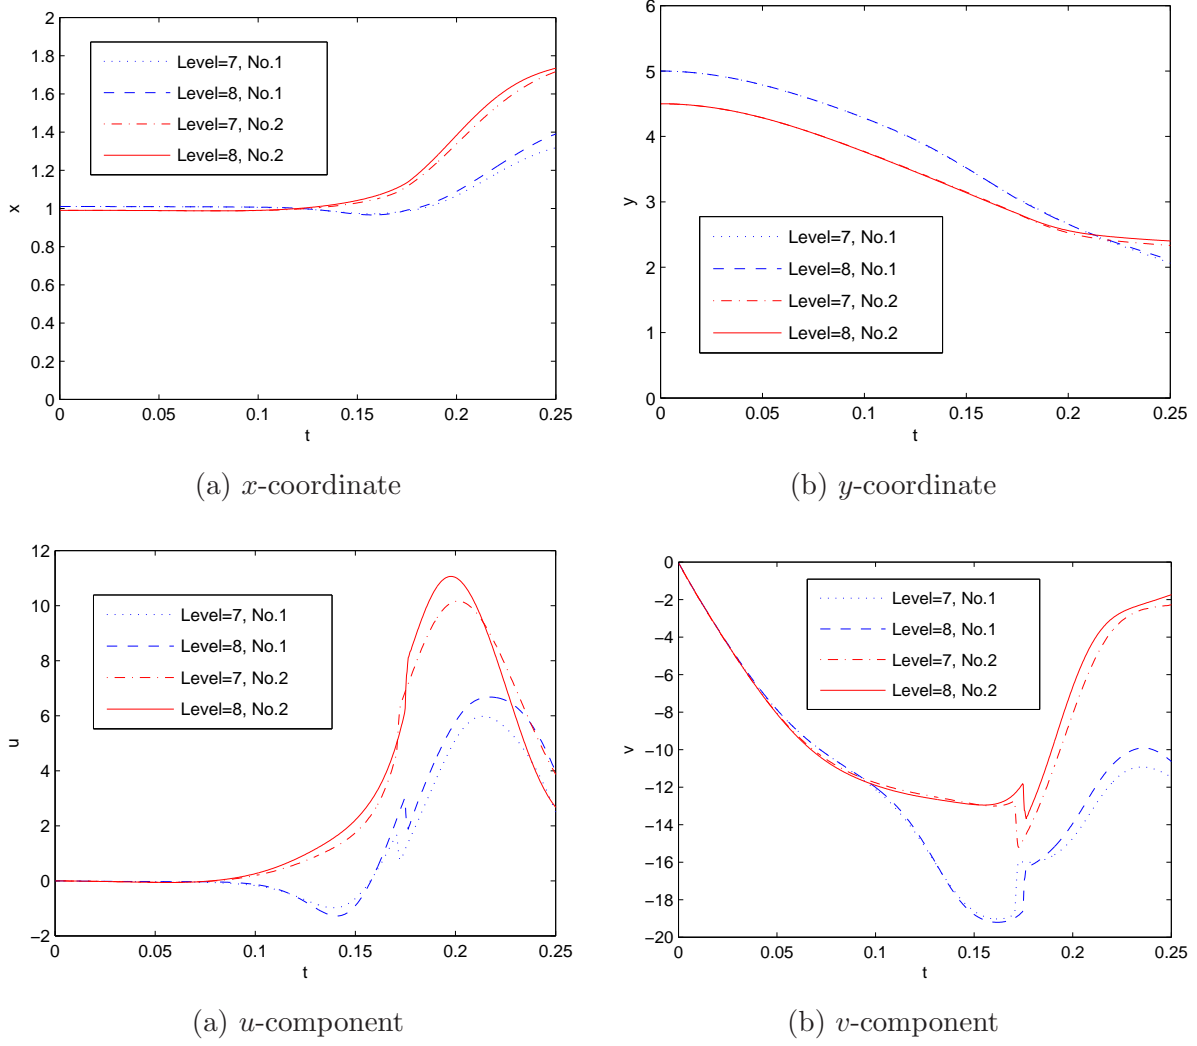 2
1.8
1.6
1.4
1.2
1
0.8
0.6
0.4
0.2
0
x
Level=7, No.1
Level=8, No.1
Level=7, No.2
Level=8, No.2
0 0.05 0.1 0.15 0.2 0.25
t
(a) x-coordinate
6
5
4
3
2
1
0
y
Level=7, No.1
Level=8, No.1
Level=7, No.2
Level=8, No.2
0 0.05 0.1 0.15 0.2 0.25
t
(b) y-coordinate
12
10
8
6
4
2
0
−2
u
Level=7, No.1
Level=8, No.1
Level=7, No.2
Level=8, No.2
0 0.05 0.1 0.15 0.2 0.25
t
(a) u-component
0
−2
−4
−6
−8
−10
−12
−14
−16
−18
−20
v
Level=7, No.1
Level=8, No.1
Level=7, No.2
Level=8, No.2
0 0.05 0.1 0.15 0.2 0.25
t
(b) v-component